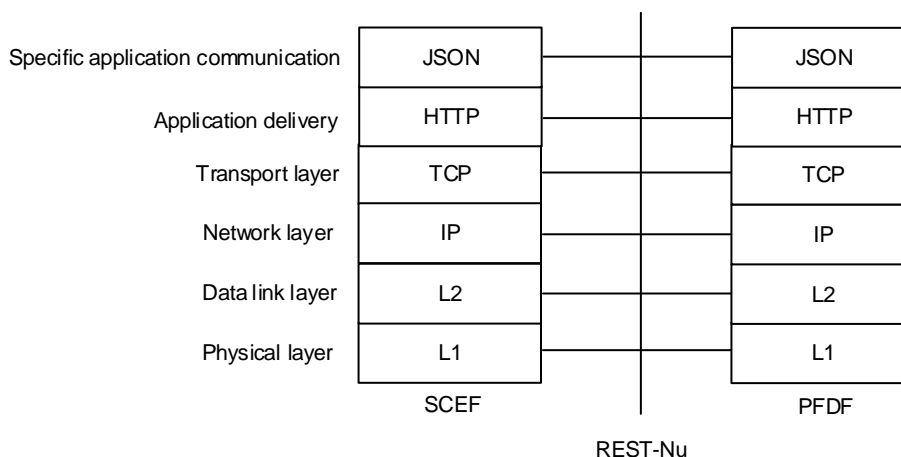 Specific application communication JSON JSON
Application delivery HTTP HTTP
Transport layer TCP TCP
Network layer IP IP
Data link layer L2 L2
Physical layer L1 L1
SCEF PFDF
REST-Nu